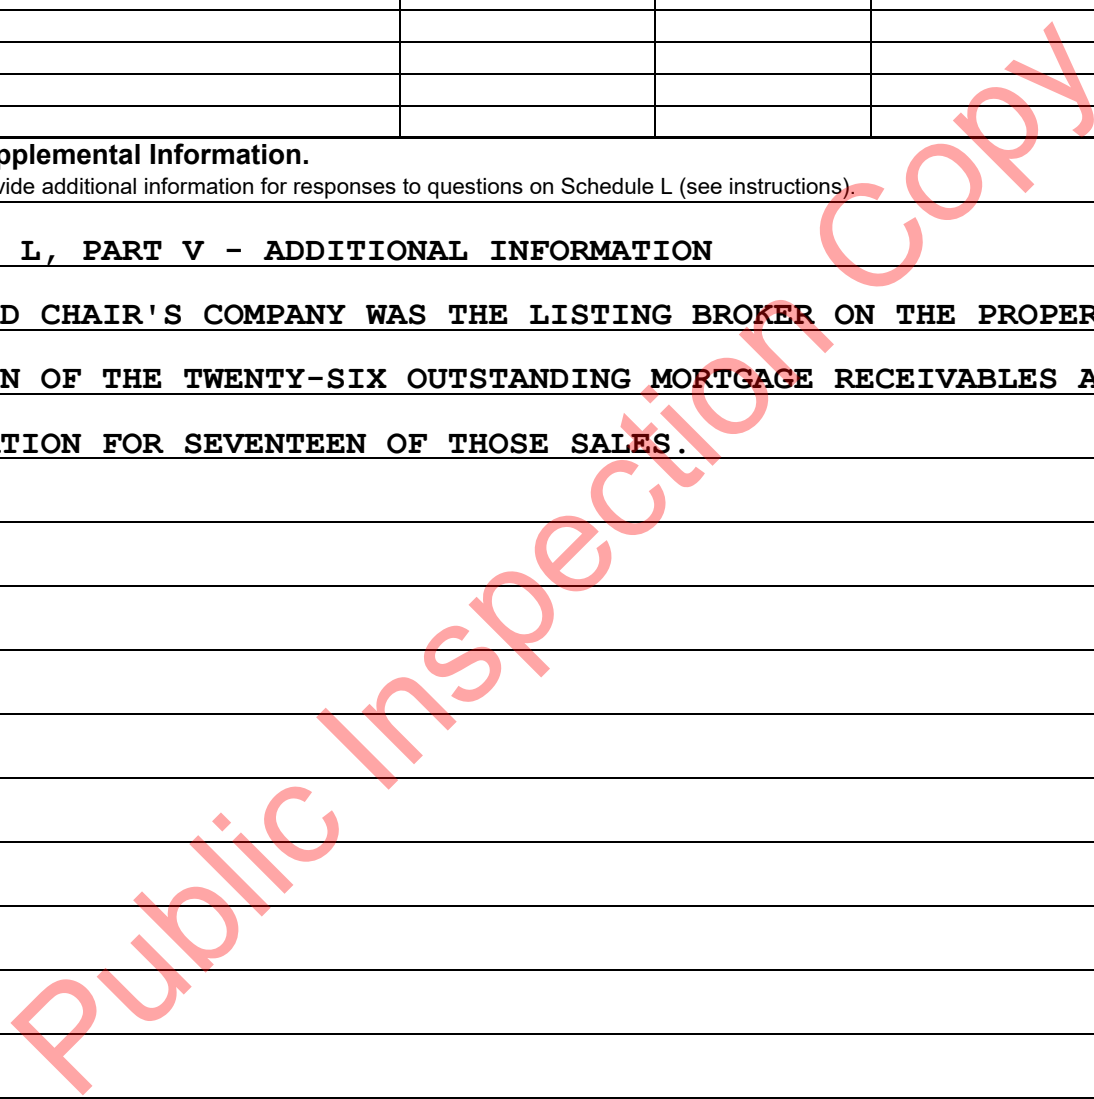 pplemental Information.
vide additional information for responses to questions on Schedule L (see instructions).
L, PART V - ADDITIONAL INFORMATION
D CHAIR'S COMPANY WAS THE LISTING BROKER ON THE PROPER
N OF THE TWENTY-SIX OUTSTANDING MORTGAGE RECEIVABLES A
ATION FOR SEVENTEEN OF THOSE SALES.
Public Inspection Copy